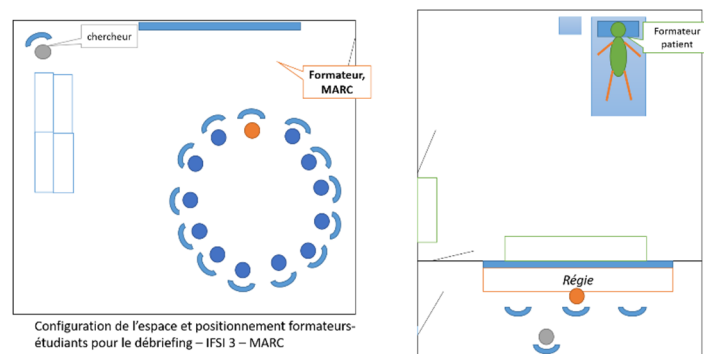 chercheur
Formateur,
MARC
Configuration de l'espace et positionnement formateurs-
étudiants pour le débriefing – IFSI 3 – MARC
Formateur
patient
Régie